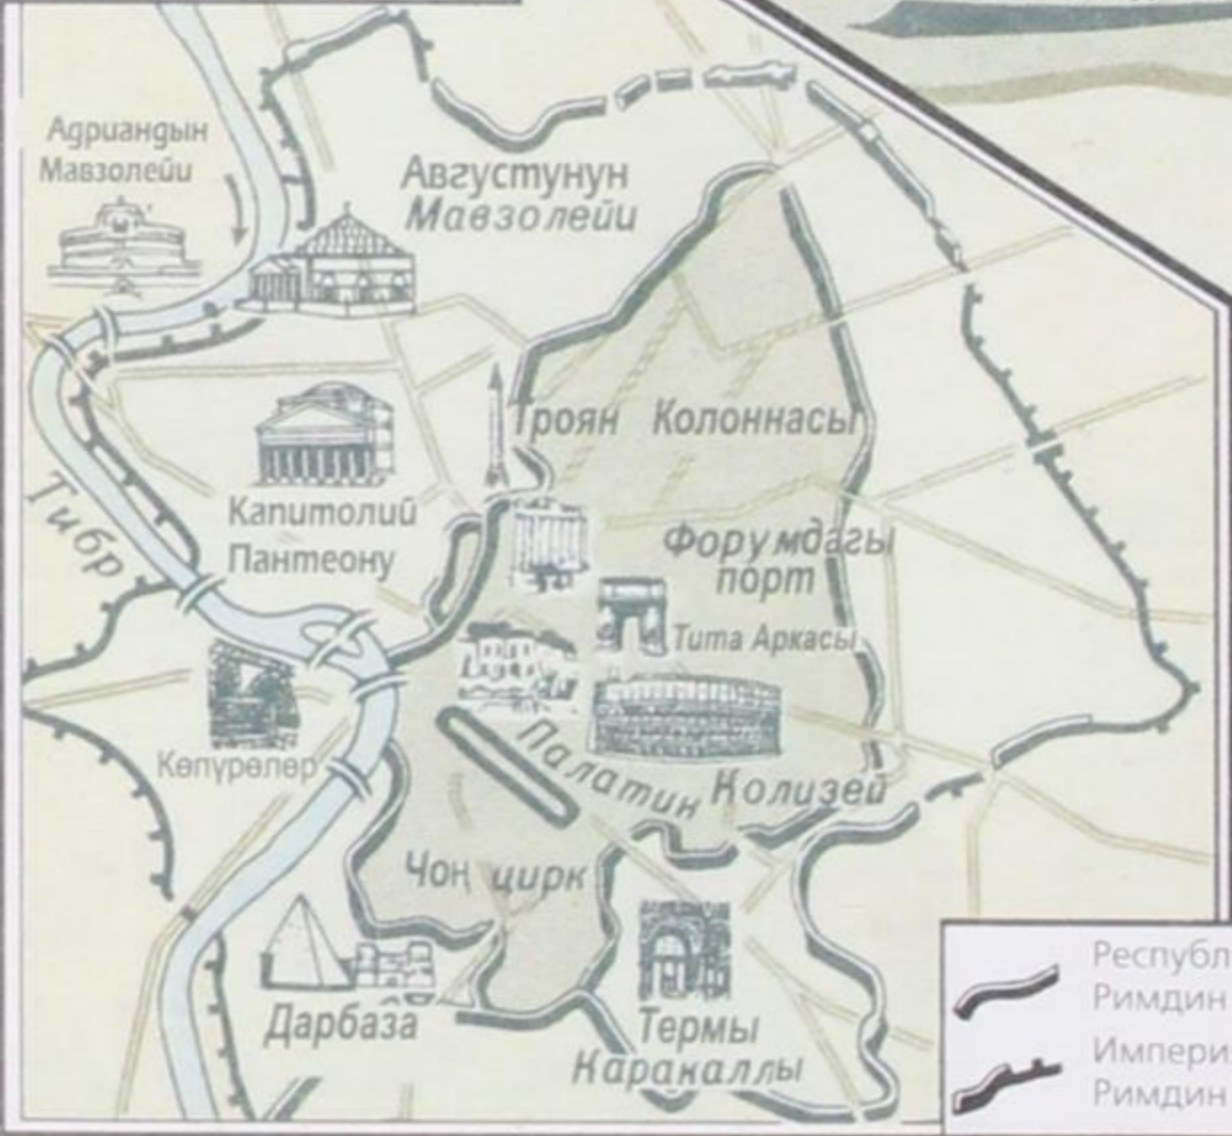 Адриандын
Мавзолейи
Августунун
Мавзолейи
Троян Колоннасы
Капитолий
Пантеону
Тибр
Форумдагы
порт
Тита Аркасы
Көпүрөлөр
Палатин
Колизей
Чоң цирк
Дарбаза
Термы
Каракаллы
Республ
Римдин
Импери
Римдин